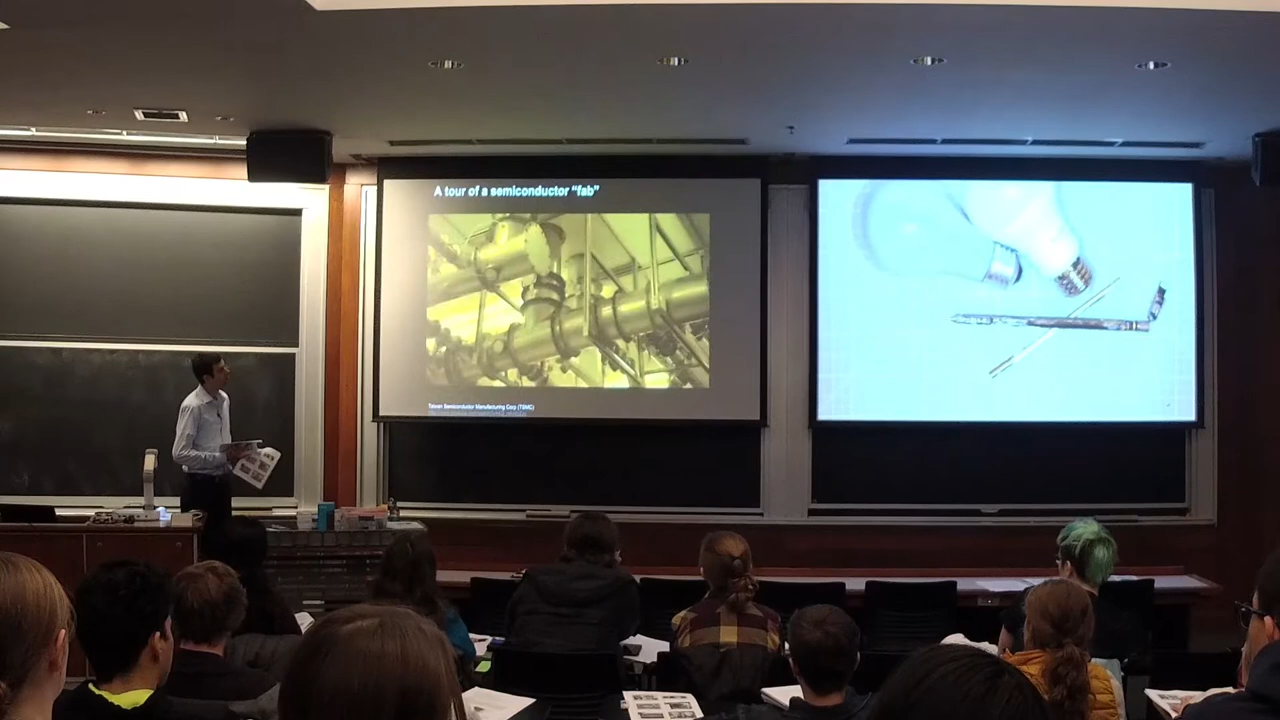 A tour of a semiconductor “fab”
Taiwan Semiconductor Manufacturing Corp (TSMC)